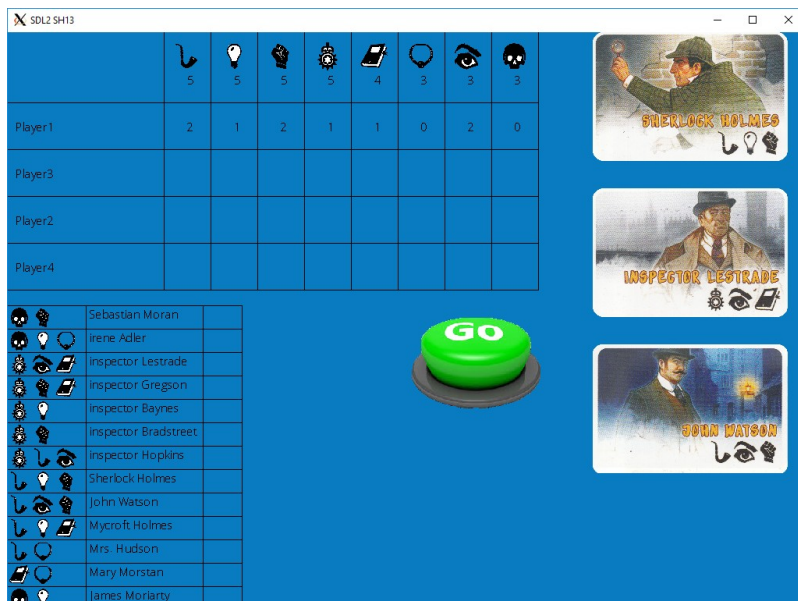 SDL2 SH13
5 5 5 5 4 3 3 3
Player1 2 1 2 1 1 0 2 0
Player3
Player2
Player4
SHERLOCK HOLMES
INSPECTOR LESTRADE
JOHN WATSON
GO
Sebastian Moran
irene Adler
inspector Lestrade
inspector Gregson
inspector Baynes
inspector Bradstreet
inspector Hopkins
Sherlock Holmes
John Watson
Mycroft Holmes
Mrs. Hudson
Mary Morstan
James Moriarty